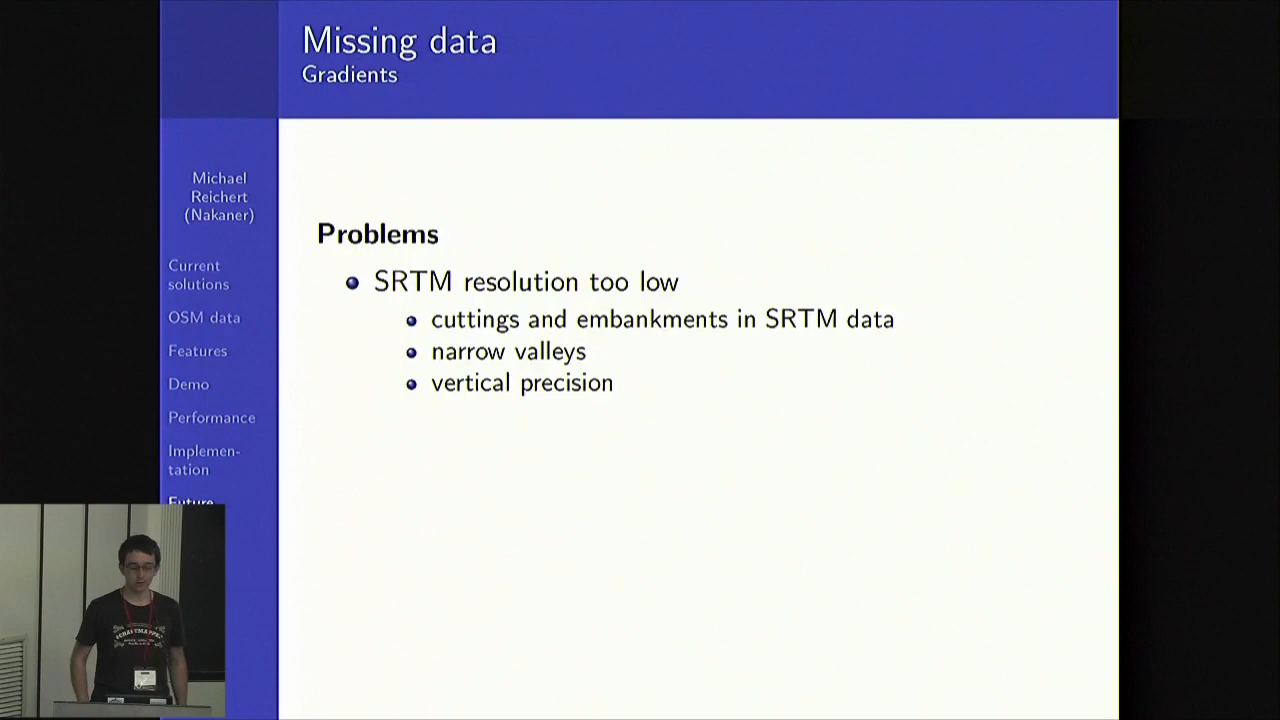 Missing data
Gradients
Michael
Reichert
(Nakaner)
Current
solutions
OSM data
Features
Demo
Performance
Implemen-
tation
Future
Problems
SRTM resolution too low
cuttings and embankments in SRTM data
narrow valleys
vertical precision